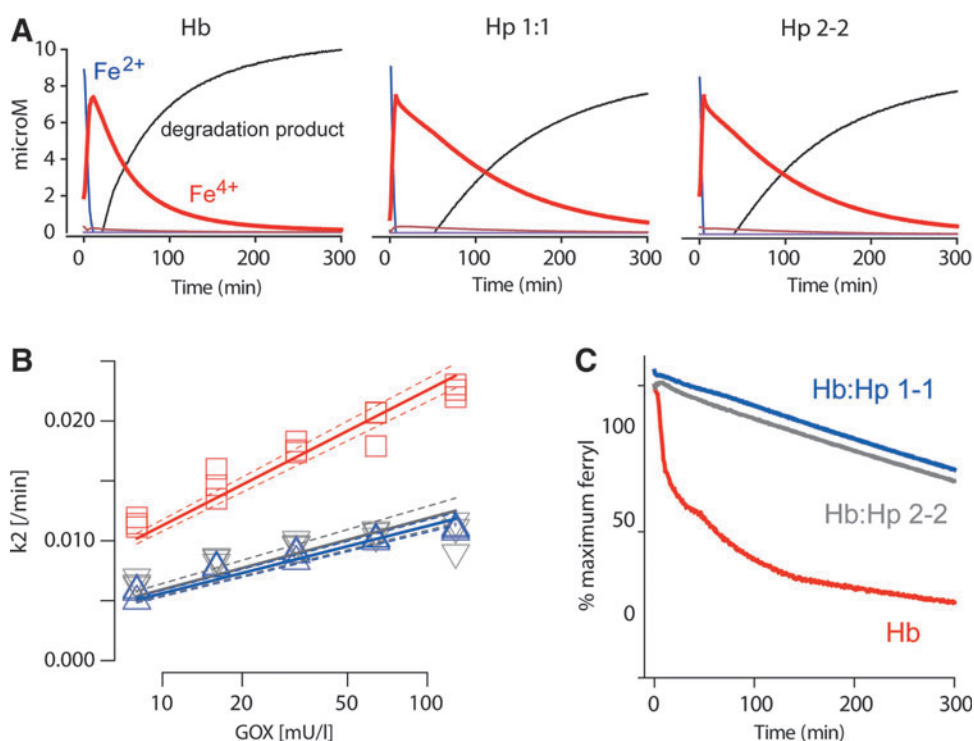 A
Hb
Hp 1:1
Hp 2-2
microM
10
8
6
4
2
0
Fe2+
degradation product
Fe4+
0
100
200
300
Time (min)
0
100
200
300
Time (min)
0
100
200
300
Time (min)
B
k2 [/min]
0.020
0.010
0.000
10
20
50
100
GOX [mU/l]
C
% maximum ferryl
100
50
0
Hb:Hp 1-1
Hb:Hp 2-2
Hb
0
100
200
300
Time (min)